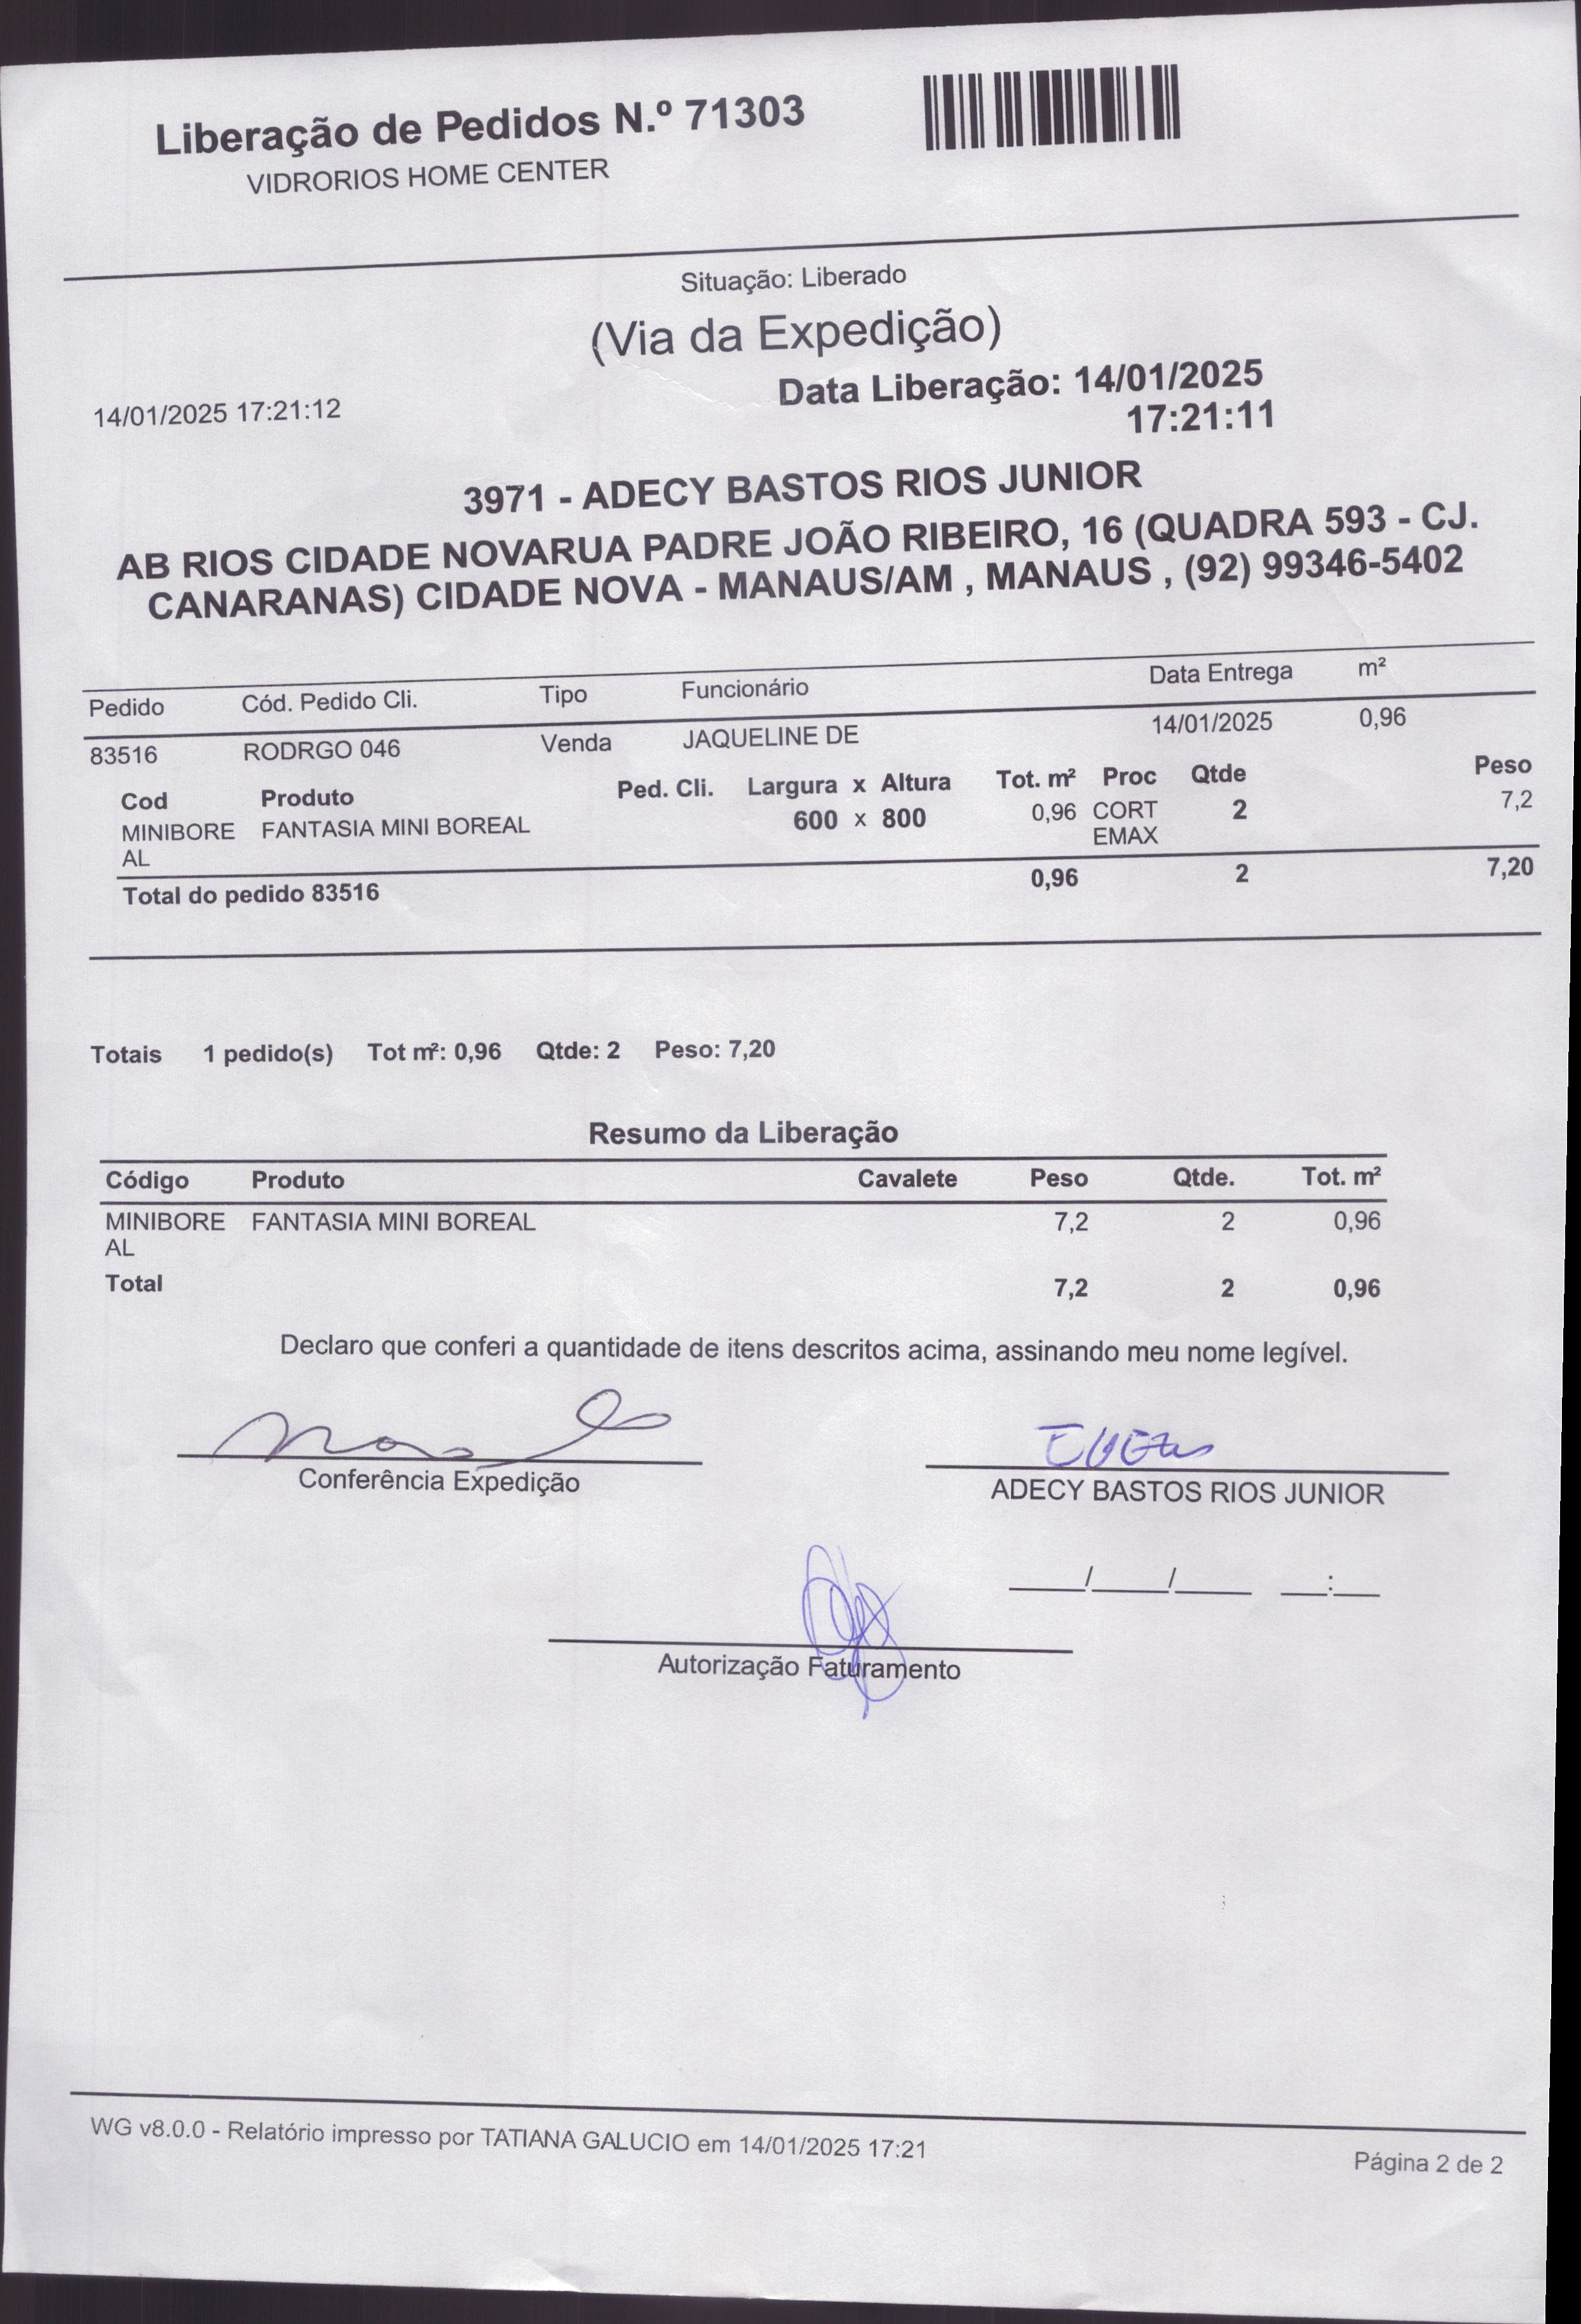 Liberação de Pedidos N.º 71303
VIDRORIOS HOME CENTER
Situação: Liberado
(Via da Expedição)
14/01/2025 17:21:12
Data Liberação: 14/01/2025
17:21:11
3971 - ADECY BASTOS RIOS JUNIOR
AB RIOS CIDADE NOVARUA PADRE JOÃO RIBEIRO, 16 (QUADRA 593 - CJ.
CANARANAS) CIDADE NOVA - MANAUS/AM , MANAUS , (92) 99346-5402
Pedido Cód. Pedido Cli. Tipo Funcionário Data Entrega m²
83516 RODRGO 046 Venda JAQUELINE DE 14/01/2025 0,96
Cod Produto Ped. Cli. Largura x Altura Tot. m² Proc Qtde Peso
MINIBORE FANTASIA MINI BOREAL 600 x 800 0,96 CORT 2 7,2
AL EMAX
Total do pedido 83516 0,96 2 7,20
Totais 1 pedido(s) Tot m²: 0,96 Qtde: 2 Peso: 7,20
Resumo da Liberação
Código Produto Cavalete Peso Qtde. Tot. m²
MINIBORE FANTASIA MINI BOREAL 7,2 2 0,96
AL
Total 7,2 2 0,96
Declaro que conferi a quantidade de itens descritos acima, assinando meu nome legível.
Conferência Expedição
ADECY BASTOS RIOS JUNIOR
____/____/____ __:__
Autorização Faturamento
WG v8.0.0 - Relatório impresso por TATIANA GALUCIO em 14/01/2025 17:21
Página 2 de 2